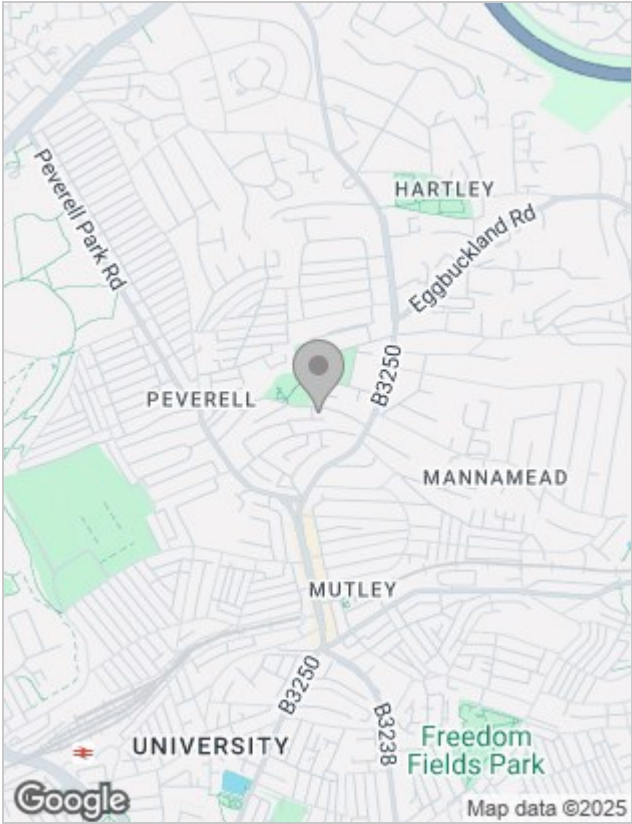 HARTLEY
Peverell Park Rd
Eggbuckland Rd
B3250
PEVERELL
MANNAMEAD
MUTLEY
B3250
B3238
UNIVERSITY
Freedom
Fields Park
Google
Map data ©2025